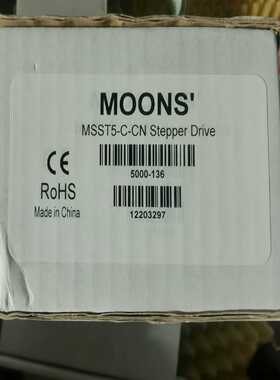 MOONS'
MSST5-C-CN Stepper Drive
CE
5000-136
RoHS
Made in China
12203297